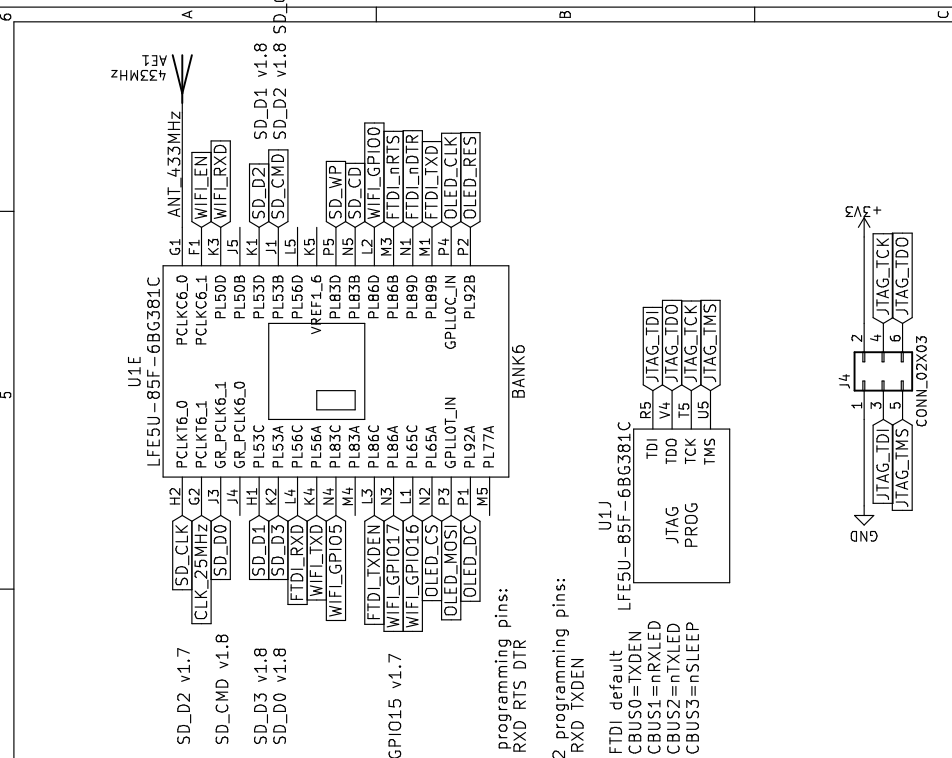 6
A
B
C
5
433MHz
AE1
ANT_433MHz
WIFI_EN
WIFI_RXD
SD_D1 v1.8
SD_D2 v1.8
SD_D2
SD_CMD
SD_WP
SD_CD
WIFI_GPIO0
FTDI_nRTS
FTDI_nDTR
FTDI_TXD
OLED_CLK
OLED_RES
G1
F1
K3
J5
K1
J1
L5
K5
P5
N5
L2
M3
N1
M1
P4
P2
U1E
LFE5U-85F-6BG381C
PCLKC6_0
PCLKC6_1
PL50D
PL50B
PL53D
PL53B
PL56D
VREF1_6
PL83D
PL83B
PL86D
PL86B
PL89D
PL89B
GPLL0C_IN
PL92B
BANK6
PCLKT6_0
PCLKT6_1
GR_PCLK6_1
GR_PCLK6_0
PL53C
PL53A
PL56C
PL56A
PL83C
PL83A
PL86C
PL86A
PL65C
PL65A
GPLL0T_IN
PL92A
PL77A
H2
G2
J3
J4
H1
K2
L4
K4
N4
M4
L3
N3
L1
N2
P3
P1
M5
SD_CLK
CLK_25MHz
SD_D0
SD_D1
SD_D3
FTDI_RXD
WIFI_TXD
WIFI_GPIO5
FTDI_TXDEN
WIFI_GPIO17
WIFI_GPIO16
OLED_CS
OLED_MOSI
OLED_DC
SD_D2 v1.7
SD_CMD v1.8
SD_D3 v1.8
SD_D0 v1.8
GPIO15 v1.7
programming pins:
RXD RTS DTR
2 programming pins:
RXD TXDEN
FTDI default
CBUS0=TXDEN
CBUS1=nRXLED
CBUS2=nTXLED
CBUS3=nSLEEP
JTAG_TDI
JTAG_TDO
JTAG_TCK
JTAG_TMS
R5
V4
T5
U5
U1J
LFE5U-85F-6BG381C
TDI
TDO
TCK
TMS
JTAG
PROG
+3V3
JTAG_TCK
JTAG_TDO
2
4
6
J4
CONN_02X03
1
3
5
JTAG_TDI
JTAG_TMS
GND